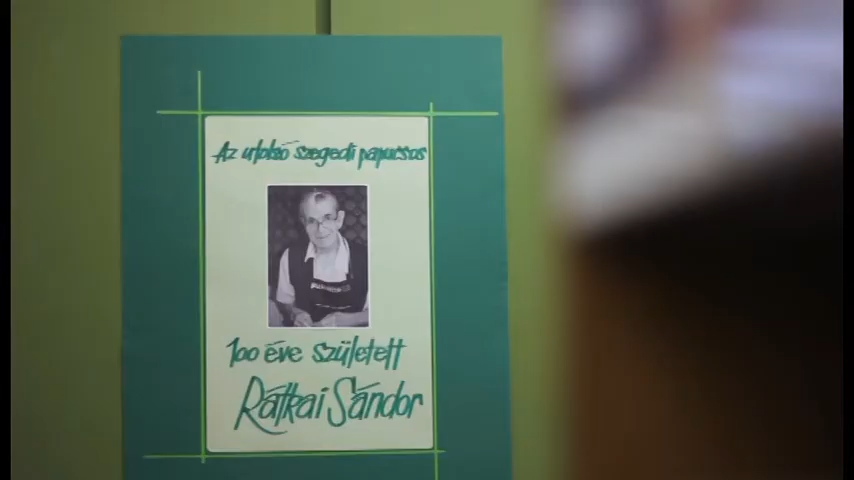 Az utolsó szegedi papucsos
100 éve született
Rátkai Sándor